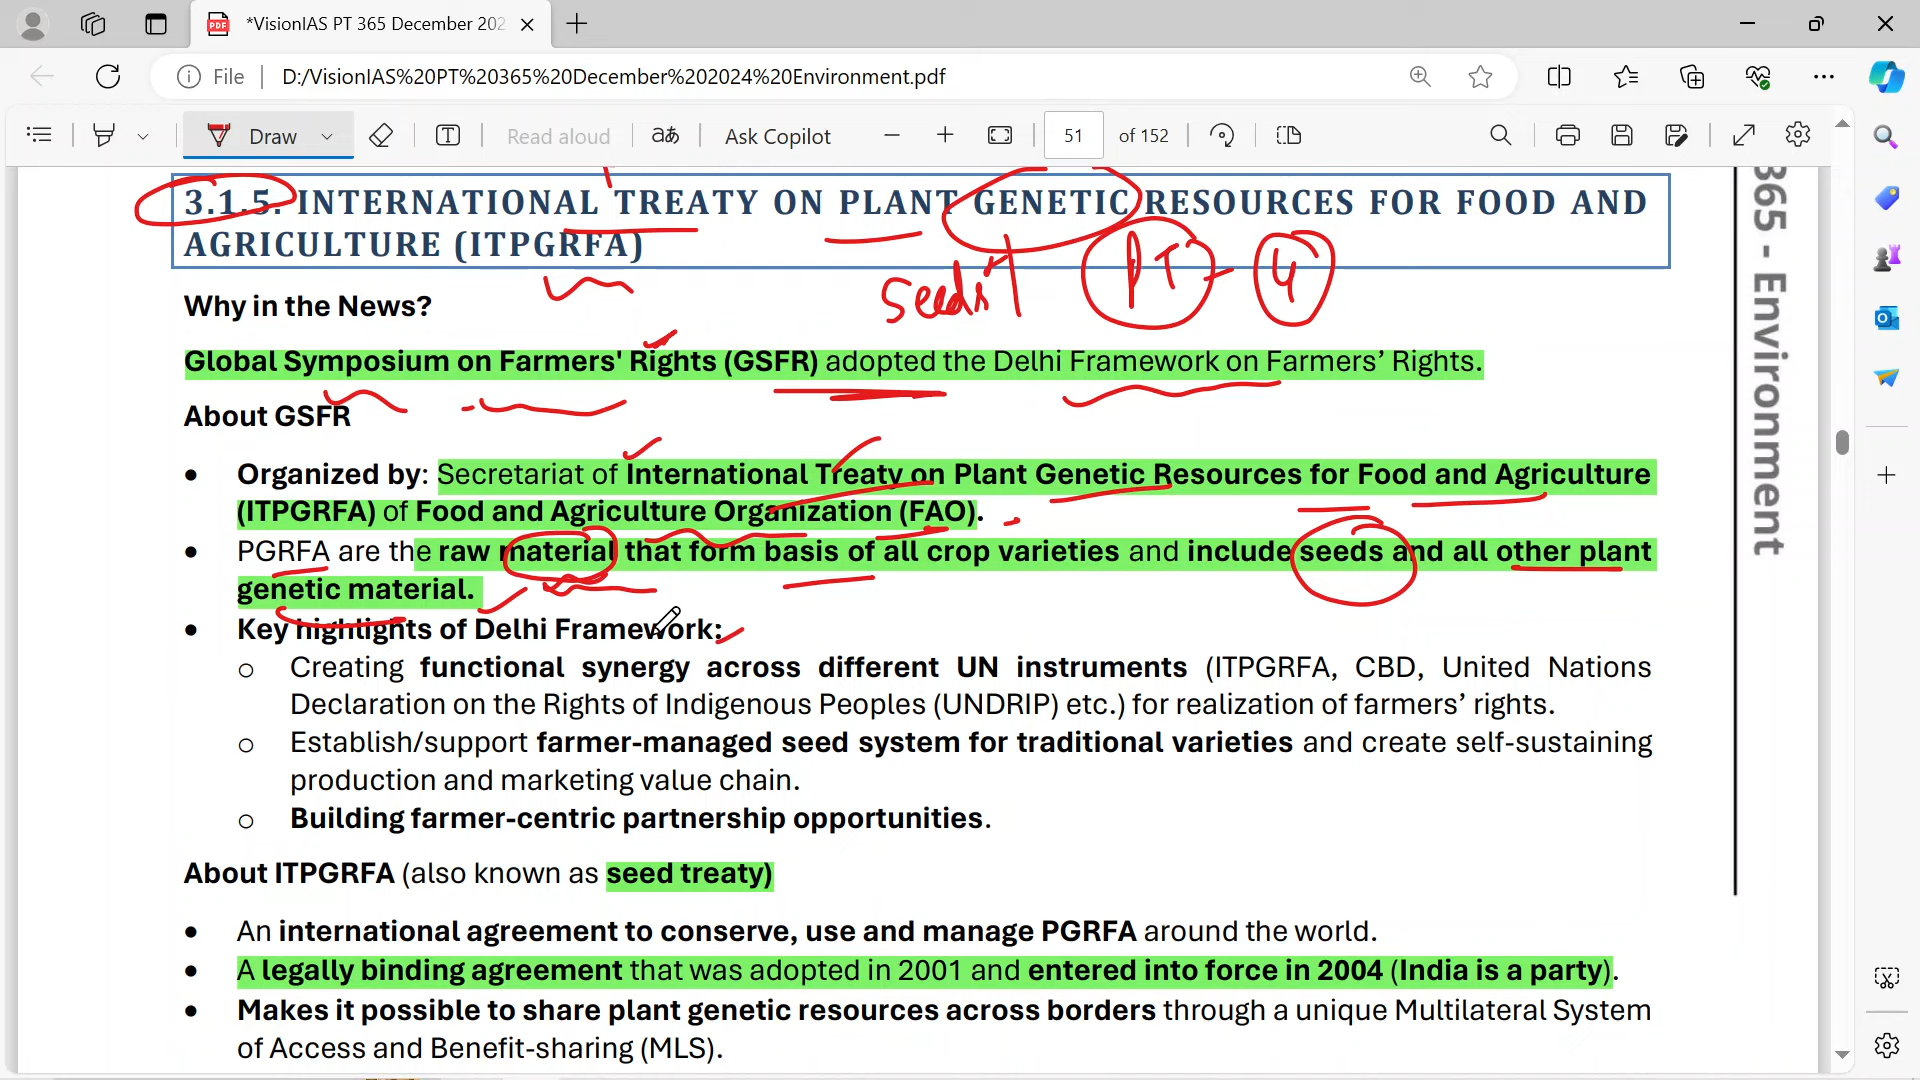 *VisionIAS PT 365 December 202
File
D:/VisionIAS%20PT%20365%20December%202024%20Environment.pdf
Draw
Read aloud
aあ
Ask Copilot
51
of 152
3.1.5. INTERNATIONAL TREATY ON PLANT GENETIC RESOURCES FOR FOOD AND
AGRICULTURE (ITPGRFA)
Seeds
PT - 4
Why in the News?
Global Symposium on Farmers' Rights (GSFR) adopted the Delhi Framework on Farmers’ Rights.
About GSFR
• Organized by: Secretariat of International Treaty on Plant Genetic Resources for Food and Agriculture
(ITPGRFA) of Food and Agriculture Organization (FAO).
• PGRFA are the raw material that form basis of all crop varieties and include seeds and all other plant
genetic material.
• Key highlights of Delhi Framework:
o Creating functional synergy across different UN instruments (ITPGRFA, CBD, United Nations
Declaration on the Rights of Indigenous Peoples (UNDRIP) etc.) for realization of farmers’ rights.
o Establish/support farmer-managed seed system for traditional varieties and create self-sustaining
production and marketing value chain.
o Building farmer-centric partnership opportunities.
About ITPGRFA (also known as seed treaty)
• An international agreement to conserve, use and manage PGRFA around the world.
• A legally binding agreement that was adopted in 2001 and entered into force in 2004 (India is a party).
• Makes it possible to share plant genetic resources across borders through a unique Multilateral System
of Access and Benefit-sharing (MLS).
365 - Environment